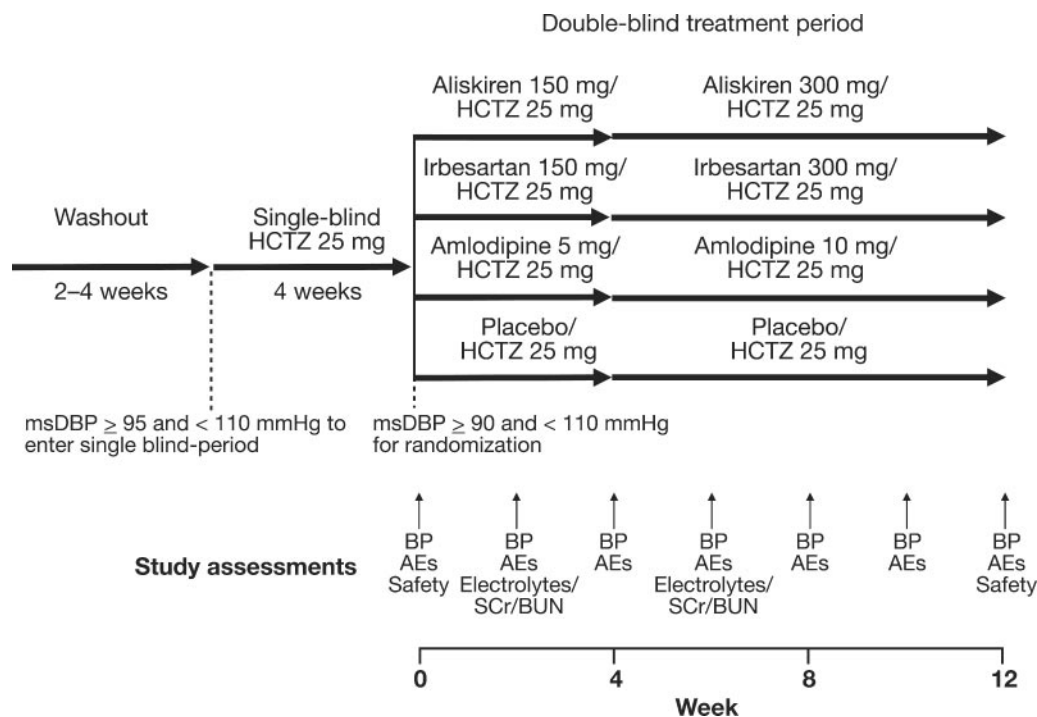 Double-blind treatment period
Aliskiren 150 mg/
HCTZ 25 mg
Aliskiren 300 mg/
HCTZ 25 mg
Irbesartan 150 mg/
HCTZ 25 mg
Irbesartan 300 mg/
HCTZ 25 mg
Washout
2–4 weeks
Single-blind
HCTZ 25 mg
4 weeks
Amlodipine 5 mg/
HCTZ 25 mg
Amlodipine 10 mg/
HCTZ 25 mg
Placebo/
HCTZ 25 mg
Placebo/
HCTZ 25 mg
msDBP ≥ 95 and < 110 mmHg to
enter single blind-period
msDBP ≥ 90 and < 110 mmHg
for randomization
Study assessments
BP
AEs
Safety
BP
AEs
Electrolytes/
SCr/BUN
BP
AEs
BP
AEs
Electrolytes/
SCr/BUN
BP
AEs
BP
AEs
BP
AEs
Safety
0 4 8 12
Week